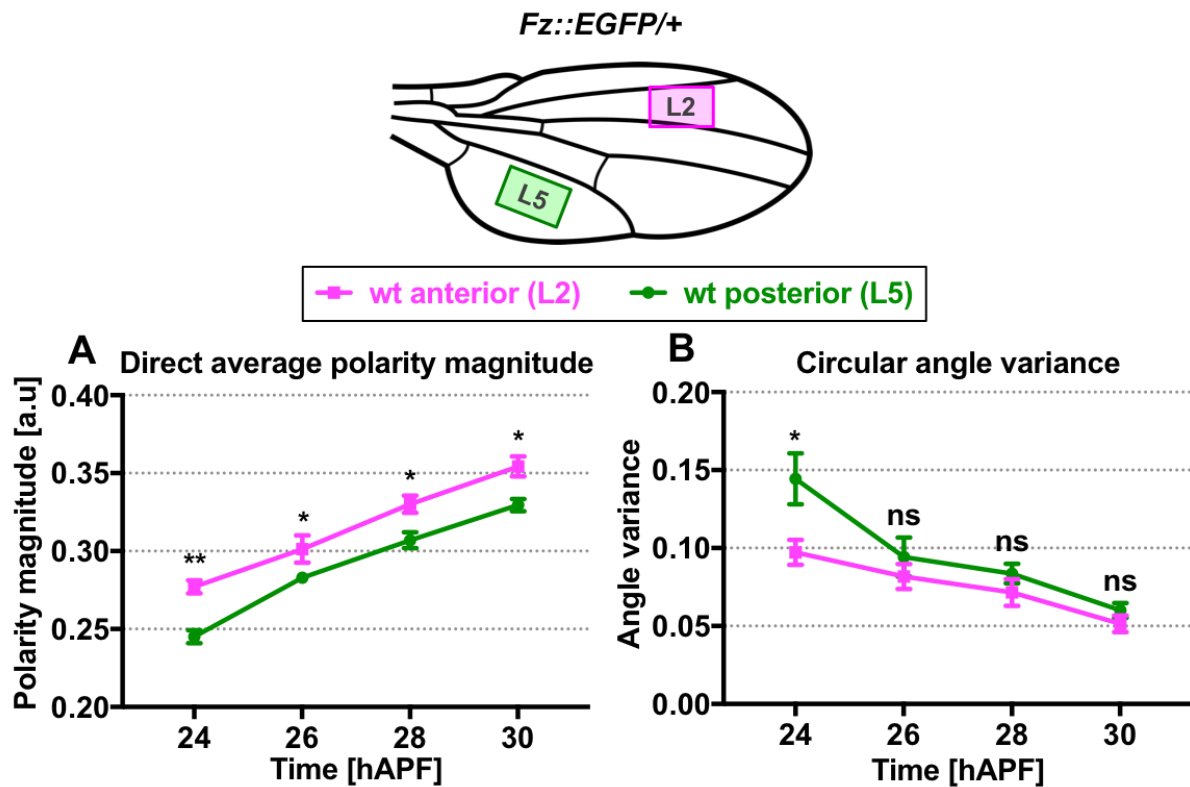 Fz::EGFP/+
L2
L5
wt anterior (L2) wt posterior (L5)
A Direct average polarity magnitude
Polarity magnitude [a.u]
0.40
0.35
0.30
0.25
0.20
** * * *
24 26 28 30
Time [hAPF]
B Circular angle variance
Angle variance
0.20
0.15
0.10
0.05
0.00
* ns ns ns
24 26 28 30
Time [hAPF]